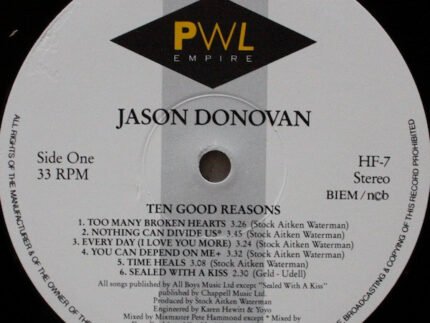 PWL
EMPIRE
JASON DONOVAN
Side One
33 RPM
HF-7
Stereo
BIEM/ncb
TEN GOOD REASONS
1. TOO MANY BROKEN HEARTS 3.26 (Stock Aitken Waterman)
2. NOTHING CAN DIVIDE US° 3.45 (Stock Aitken Waterman)
3. EVERY DAY (I LOVE YOU MORE) 3.24 (Stock Aitken Waterman)
4. YOU CAN DEPEND ON ME+ 3.32 (Stock Aitken Waterman)
TIME HEALS 3.08 (Stock Aitken Waterman)
6. SEALED WITH A KISS 2.30 (Geld - Udell)
All songs published by All Boys Music Ltd except "Sealed With A Kiss"
published by Chappell Music Ltd.
Produced by Stock Aitken Waterman
Engineered by Karen Hewitt & Yoyo
Mixed by Mixmaster Pete Hammond except * Mixed by
ALL RIGHTS OF THE MANUFACTURER & OF THE OWNER OF THE
BROADCASTING & COPYING OF THIS RECORD PROHIBITED